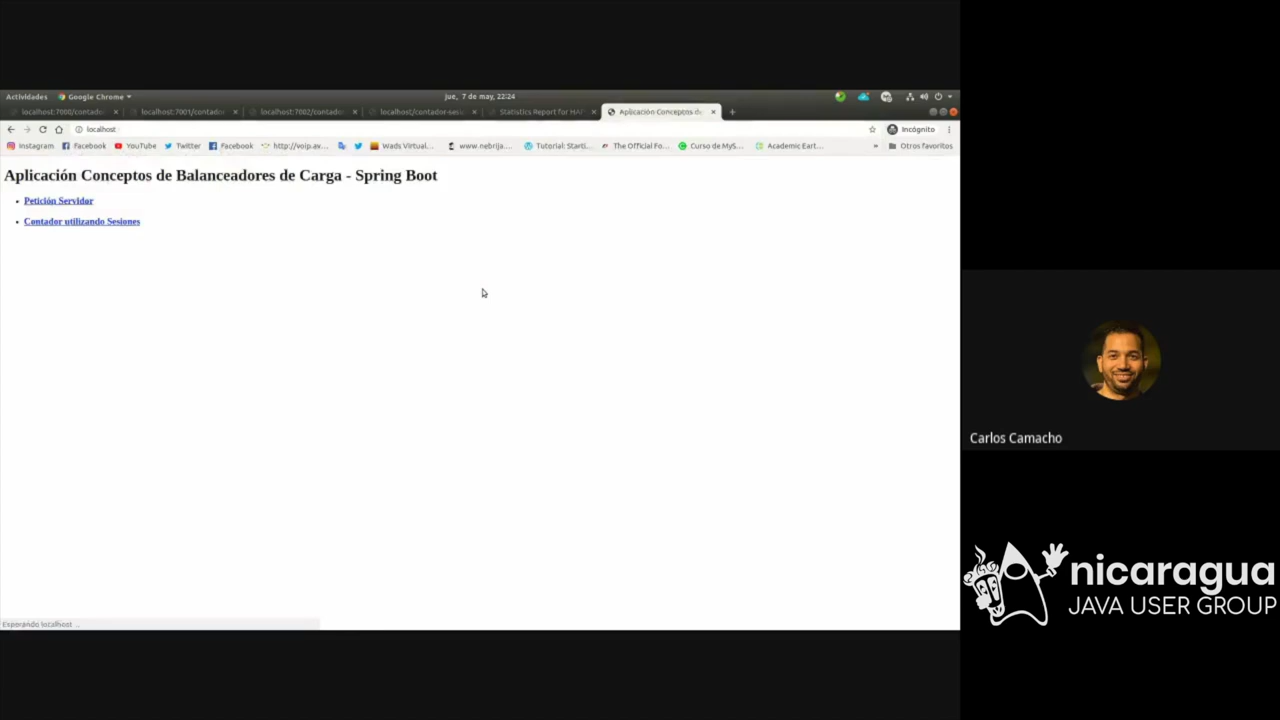 Actividades Google Chrome jue, 7 de may, 22:24
localhost:7000/contado localhost:7001/contador localhost:7002/contado localhost/contador-sesi Statistics Report for HA Aplicación Conceptos de
localhost Incógnito
Instagram Facebook YouTube Twitter Facebook http://voip.av... Wads Virtual... www.nebrija.... Tutorial: Starti... The Official Fo... Curso de MyS... Academic Eart... » Otros favoritos
Aplicación Conceptos de Balanceadores de Carga - Spring Boot
• Petición Servidor
• Contador utilizando Sesiones
Esperando localhost ...
Carlos Camacho
nicaragua
JAVA USER GROUP